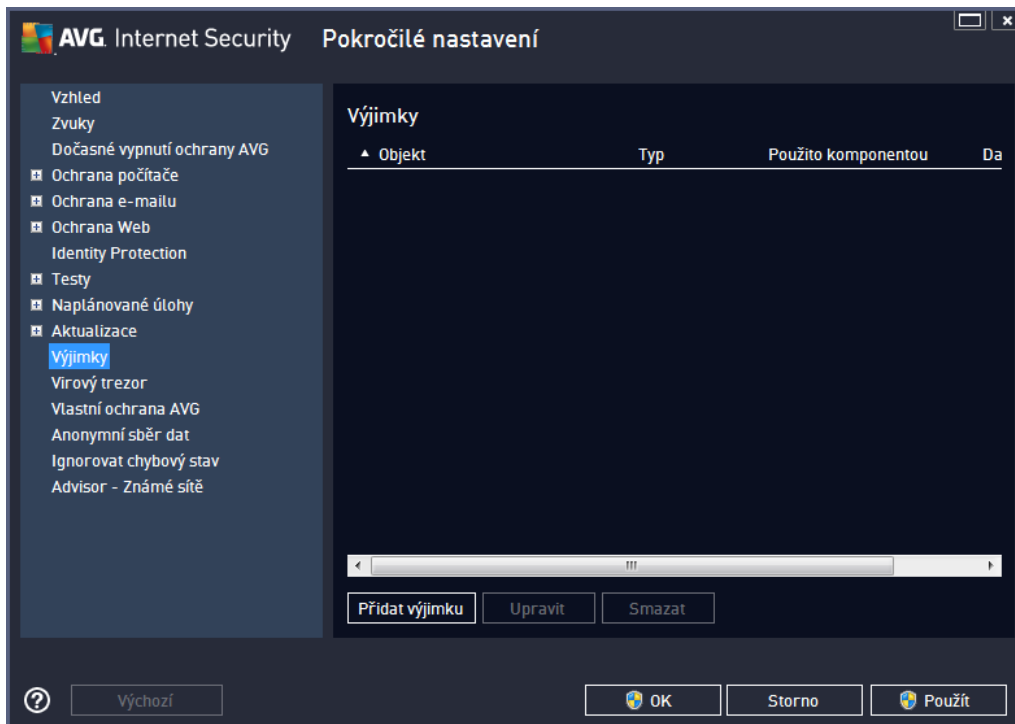 AVG. Internet Security Pokročilé nastavení
Vzhled
Zvuky
Dočasné vypnutí ochrany AVG
Ochrana počítače
Ochrana e-mailu
Ochrana Web
Identity Protection
Testy
Naplánované úlohy
Aktualizace
Výjimky
Virový trezor
Vlastní ochrana AVG
Anonymní sběr dat
Ignorovat chybový stav
Advisor - Známé sítě
Výjimky
Objekt Typ Použito komponentou Da
Přidat výjimku Upravit Smazat
Výchozí OK Storno Použít